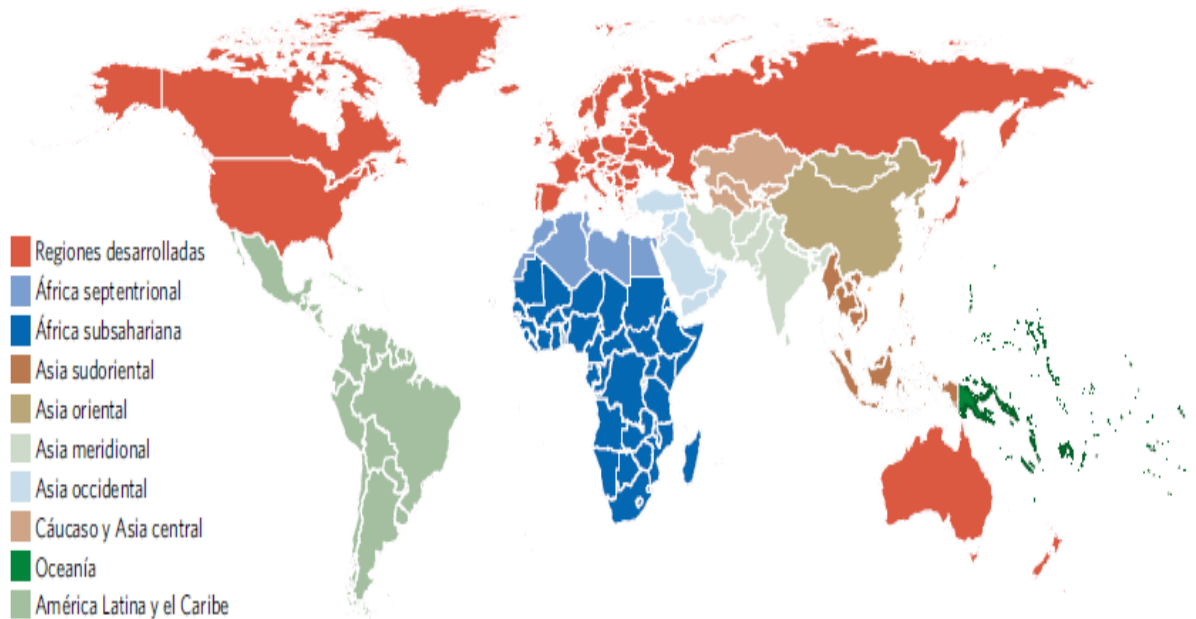 Regiones desarrolladas
África septentrional
África subsahariana
Asia sudoriental
Asia oriental
Asia meridional
Asia occidental
Cáucaso y Asia central
Oceanía
América Latina y el Caribe